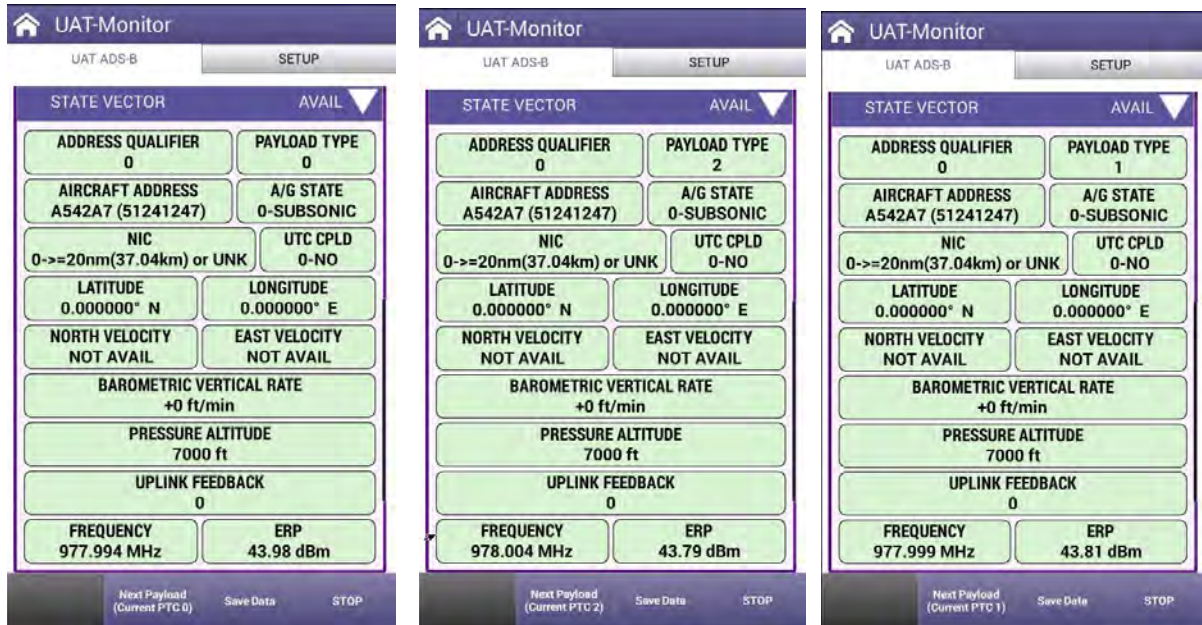 UAT-Monitor
UAT ADS-B SETUP
STATE VECTOR AVAIL
ADDRESS QUALIFIER PAYLOAD TYPE
0 0
AIRCRAFT ADDRESS A/G STATE
A542A7 (51241247) 0-SUBSONIC
NIC UTC CPLD
0->=20nm(37.04km) or UNK 0-NO
LATITUDE LONGITUDE
0.000000° N 0.000000° E
NORTH VELOCITY EAST VELOCITY
NOT AVAIL NOT AVAIL
BAROMETRIC VERTICAL RATE
+0 ft/min
PRESSURE ALTITUDE
7000 ft
UPLINK FEEDBACK
0
FREQUENCY ERP
977.994 MHz 43.98 dBm
Next Payload
(Current PTC 0) Save Data STOP
UAT-Monitor
UAT ADS-B SETUP
STATE VECTOR AVAIL
ADDRESS QUALIFIER PAYLOAD TYPE
0 2
AIRCRAFT ADDRESS A/G STATE
A542A7 (51241247) 0-SUBSONIC
NIC UTC CPLD
0->=20nm(37.04km) or UNK 0-NO
LATITUDE LONGITUDE
0.000000° N 0.000000° E
NORTH VELOCITY EAST VELOCITY
NOT AVAIL NOT AVAIL
BAROMETRIC VERTICAL RATE
+0 ft/min
PRESSURE ALTITUDE
7000 ft
UPLINK FEEDBACK
0
FREQUENCY ERP
978.004 MHz 43.79 dBm
Next Payload
(Current PTC 2) Save Data STOP
UAT-Monitor
UAT ADS-B SETUP
STATE VECTOR AVAIL
ADDRESS QUALIFIER PAYLOAD TYPE
0 1
AIRCRAFT ADDRESS A/G STATE
A542A7 (51241247) 0-SUBSONIC
NIC UTC CPLD
0->=20nm(37.04km) or UNK 0-NO
LATITUDE LONGITUDE
0.000000° N 0.000000° E
NORTH VELOCITY EAST VELOCITY
NOT AVAIL NOT AVAIL
BAROMETRIC VERTICAL RATE
+0 ft/min
PRESSURE ALTITUDE
7000 ft
UPLINK FEEDBACK
0
FREQUENCY ERP
977.999 MHz 43.81 dBm
Next Payload
(Current PTC 1) Save Data STOP